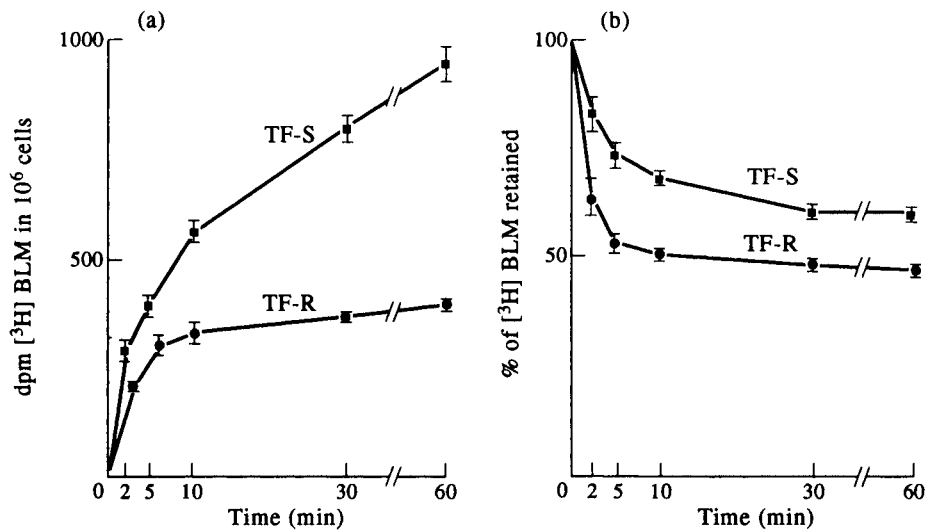 (a)
dpm [³H] BLM in 10⁶ cells
1000
500
0
TF-S
TF-R
2 5 10 30 60
Time (min)
(b)
% of [³H] BLM retained
100
50
0
TF-S
TF-R
2 5 10 30 60
Time (min)